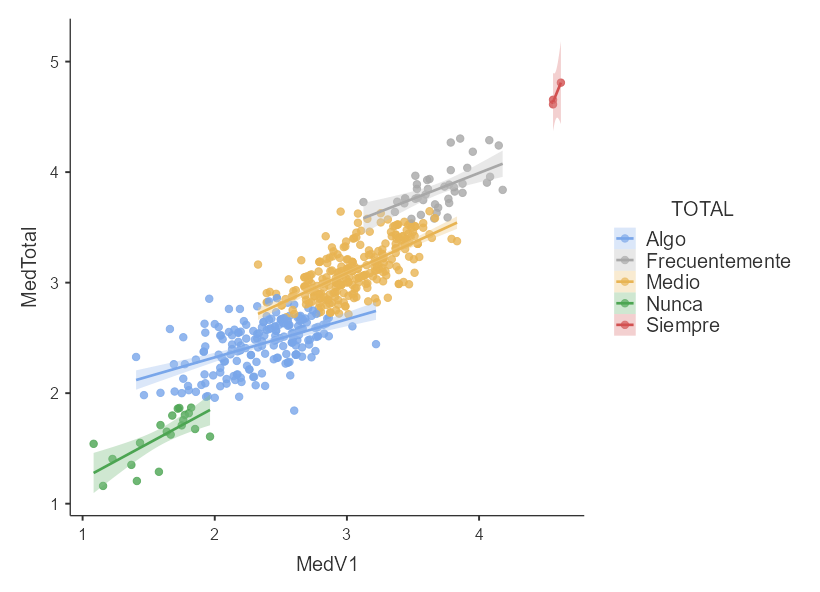 5
4
3
2
1
1 2 3 4
MedV1
MedTotal
TOTAL
Algo
Frecuentemente
Medio
Nunca
Siempre